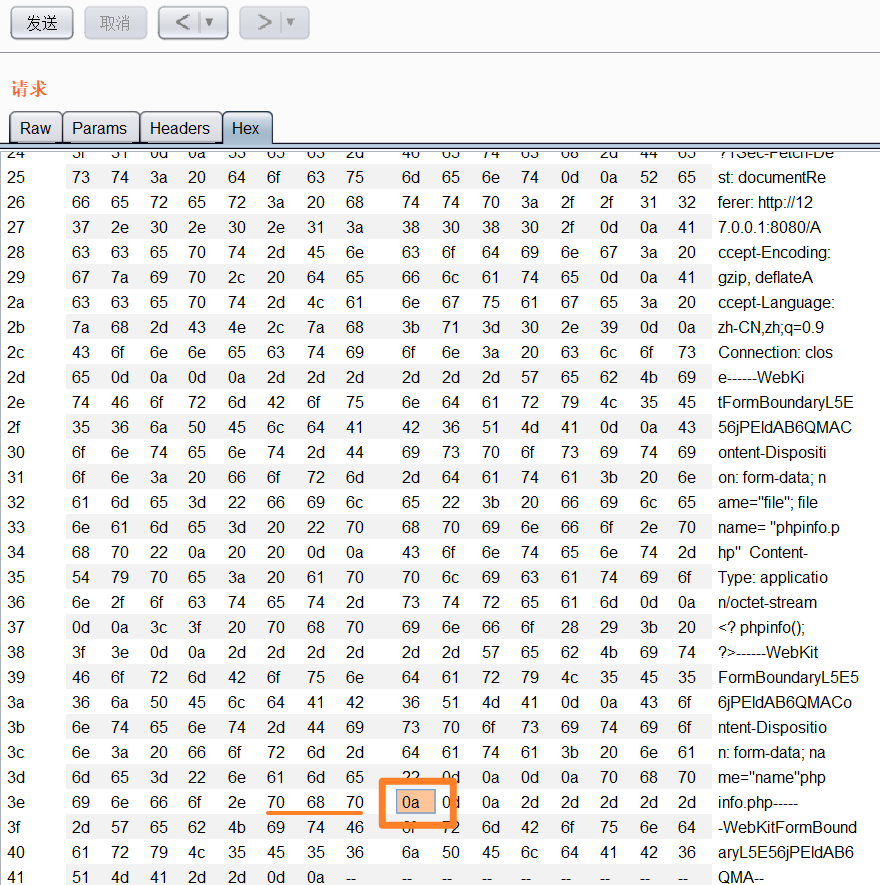 发送
取消
< ▼
> ▼
请求
Raw Params Headers Hex
24 3f 31 0d 0a 53 65 63 2d 46 65 74 63 68 2d 44 65 ?1Sec-Fetch-De
25 73 74 3a 20 64 6f 63 75 6d 65 6e 74 0d 0a 52 65 st: documentRe
26 66 65 72 65 72 3a 20 68 74 74 70 3a 2f 2f 31 32 ferer: http://12
27 37 2e 30 2e 30 2e 31 3a 38 30 38 30 2f 0d 0a 41 7.0.0.1:8080/A
28 63 63 65 70 74 2d 45 6e 63 6f 64 69 6e 67 3a 20 ccept-Encoding:
29 67 7a 69 70 2c 20 64 65 66 6c 61 74 65 0d 0a 41 gzip, deflateA
2a 63 63 65 70 74 2d 4c 61 6e 67 75 61 67 65 3a 20 ccept-Language:
2b 7a 68 2d 43 4e 2c 7a 68 3b 71 3d 30 2e 39 0d 0a zh-CN,zh;q=0.9
2c 43 6f 6e 6e 65 63 74 69 6f 6e 3a 20 63 6c 6f 73 Connection: clos
2d 65 0d 0a 0d 0a 2d 2d 2d 2d 2d 2d 57 65 62 4b 69 e------WebKi
2e 74 46 6f 72 6d 42 6f 75 6e 64 61 72 79 4c 35 45 tFormBoundaryL5E
2f 35 36 6a 50 45 6c 64 41 42 36 51 4d 41 0d 0a 43 56jPEldAB6QMAC
30 6f 6e 74 65 6e 74 2d 44 69 73 70 6f 73 69 74 69 ontent-Dispositi
31 6f 6e 3a 20 66 6f 72 6d 2d 64 61 74 61 3b 20 6e on: form-data; n
32 61 6d 65 3d 22 66 69 6c 65 22 3b 20 66 69 6c 65 ame="file"; file
33 6e 61 6d 65 3d 20 22 70 68 70 69 6e 66 6f 2e 70 name= "phpinfo.p
34 68 70 22 0a 20 20 0d 0a 43 6f 6e 74 65 6e 74 2d hp" Content-
35 54 79 70 65 3a 20 61 70 70 6c 69 63 61 74 69 6f Type: applicatio
36 6e 2f 6f 63 74 65 74 2d 73 74 72 65 61 6d 0d 0a n/octet-stream
37 0d 0a 3c 3f 20 70 68 70 69 6e 66 6f 28 29 3b 20 <? phpinfo();
38 3f 3e 0d 0a 2d 2d 2d 2d 2d 2d 57 65 62 4b 69 74 ?>------WebKit
39 46 6f 72 6d 42 6f 75 6e 64 61 72 79 4c 35 45 35 FormBoundaryL5E5
3a 36 6a 50 45 6c 64 41 42 36 51 4d 41 0d 0a 43 6f 6jPEldAB6QMACo
3b 6e 74 65 6e 74 2d 44 69 73 70 6f 73 69 74 69 6f ntent-Dispositio
3c 6e 3a 20 66 6f 72 6d 2d 64 61 74 61 3b 20 6e 61 n: form-data; na
3d 6d 65 3d 22 6e 61 6d 65 22 0d 0a 0d 0a 70 68 70 me="name"php
3e 69 6e 66 6f 2e 70 68 70 0a 0d 0a 2d 2d 2d 2d 2d info.php-----
3f 2d 57 65 62 4b 69 74 46 6f 72 6d 42 6f 75 6e 64 -WebKitFormBound
40 61 72 79 4c 35 45 35 36 6a 50 45 6c 64 41 42 36 aryL5E56jPEldAB6
41 51 4d 41 2d 2d 0d 0a -- -- -- -- -- -- -- -- QMA--